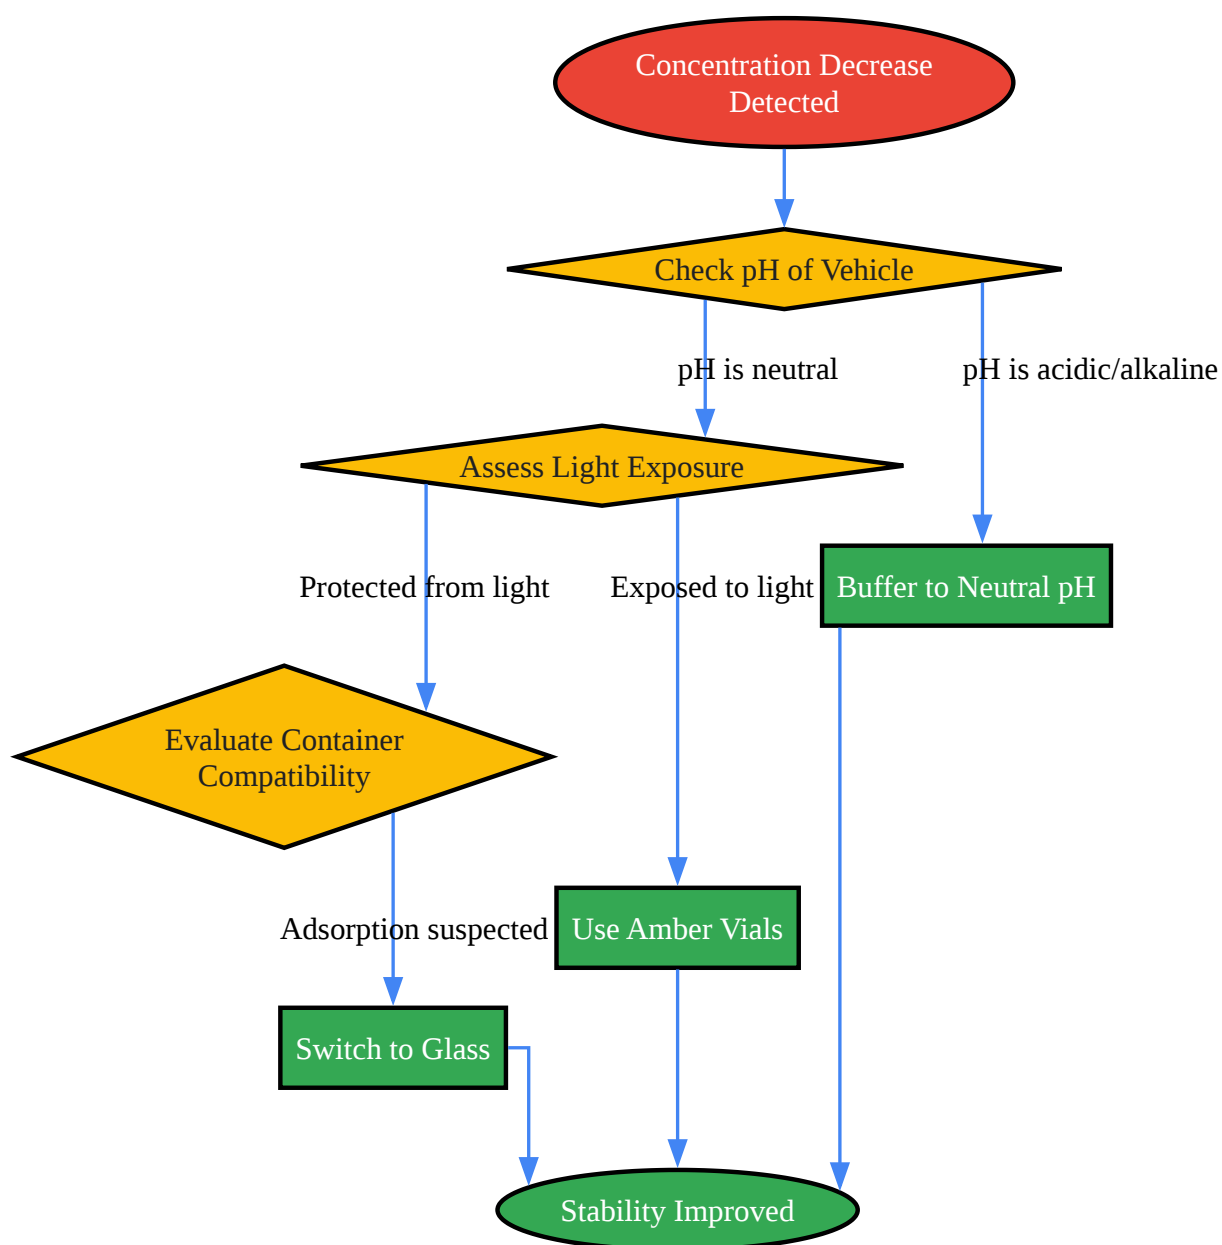 Concentration Decrease
Detected
Check pH of Vehicle
pH is neutral
pH is acidic/alkaline
Assess Light Exposure
Protected from light
Exposed to light
Buffer to Neutral pH
Evaluate Container
Compatibility
Adsorption suspected
Use Amber Vials
Switch to Glass
Stability Improved